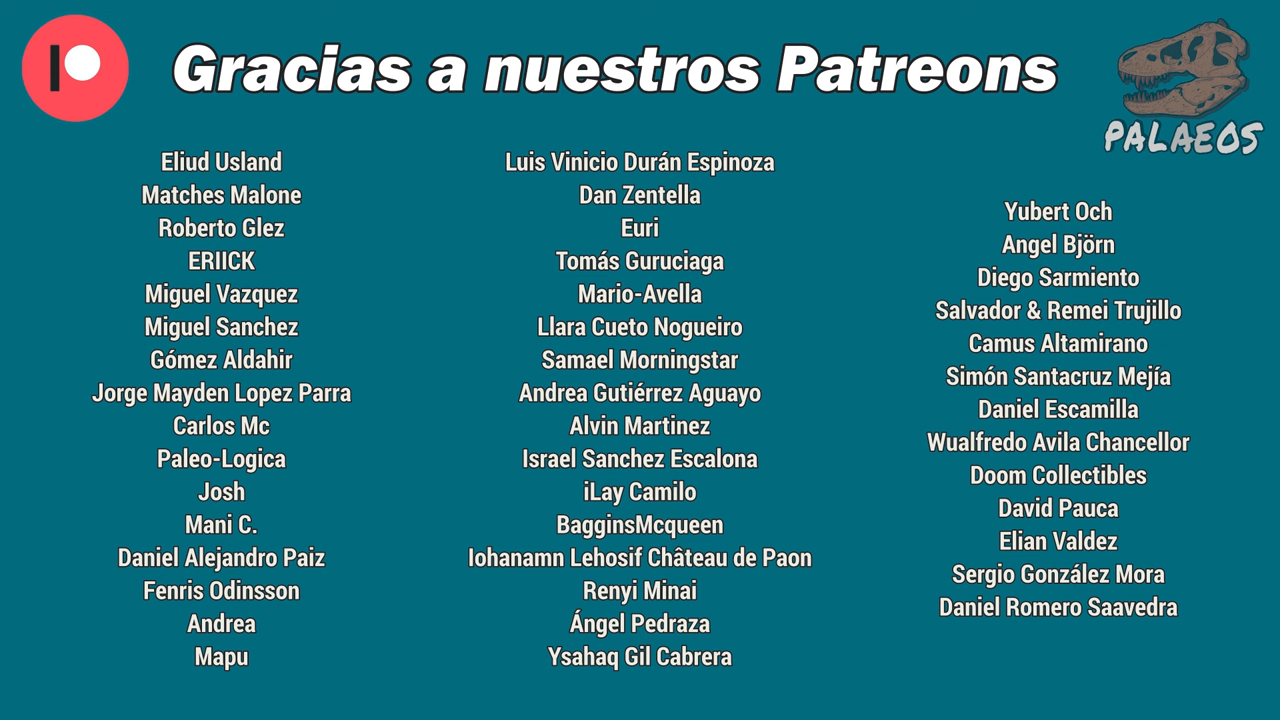 Gracias a nuestros Patreons
PALAEOS
Eliud Usland
Matches Malone
Roberto Glez
ERIICK
Miguel Vazquez
Miguel Sanchez
Gómez Aldahir
Jorge Mayden Lopez Parra
Carlos Mc
Paleo-Logica
Josh
Mani C.
Daniel Alejandro Paiz
Fenris Odinsson
Andrea
Mapu
Luis Vinicio Durán Espinoza
Dan Zentella
Euri
Tomás Guruciaga
Mario-Avella
Llara Cueto Nogueiro
Samael Morningstar
Andrea Gutiérrez Aguayo
Alvin Martinez
Israel Sanchez Escalona
iLay Camilo
BagginsMcqueen
Iohanamn Lehosif Château de Paon
Renyi Minai
Ángel Pedraza
Ysahaq Gil Cabrera
Yubert Och
Angel Björn
Diego Sarmiento
Salvador & Remei Trujillo
Camus Altamirano
Simón Santacruz Mejía
Daniel Escamilla
Wualfredo Avila Chancellor
Doom Collectibles
David Pauca
Elian Valdez
Sergio González Mora
Daniel Romero Saavedra